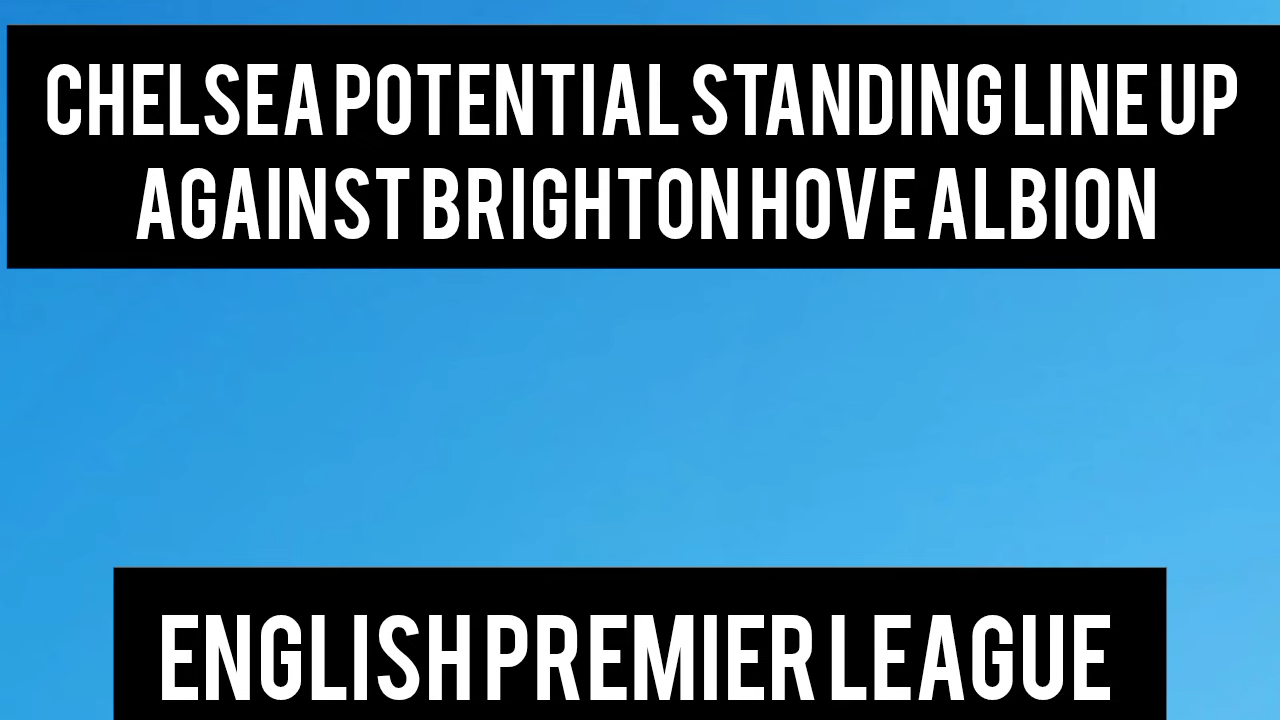 CHELSEA POTENTIAL STANDING LINE UP
AGAINST BRIGHTON HOVE ALBION
ENGLISH PREMIER LEAGUE